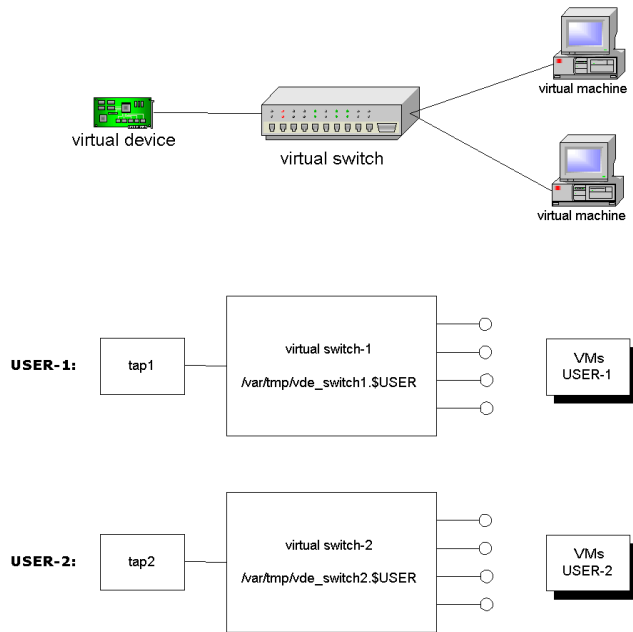 virtual machine
virtual device
virtual switch
virtual machine
USER-1:
tap1
virtual switch-1
/var/tmp/vde_switch1.$USER
VMs
USER-1
USER-2:
tap2
virtual switch-2
/var/tmp/vde_switch2.$USER
VMs
USER-2